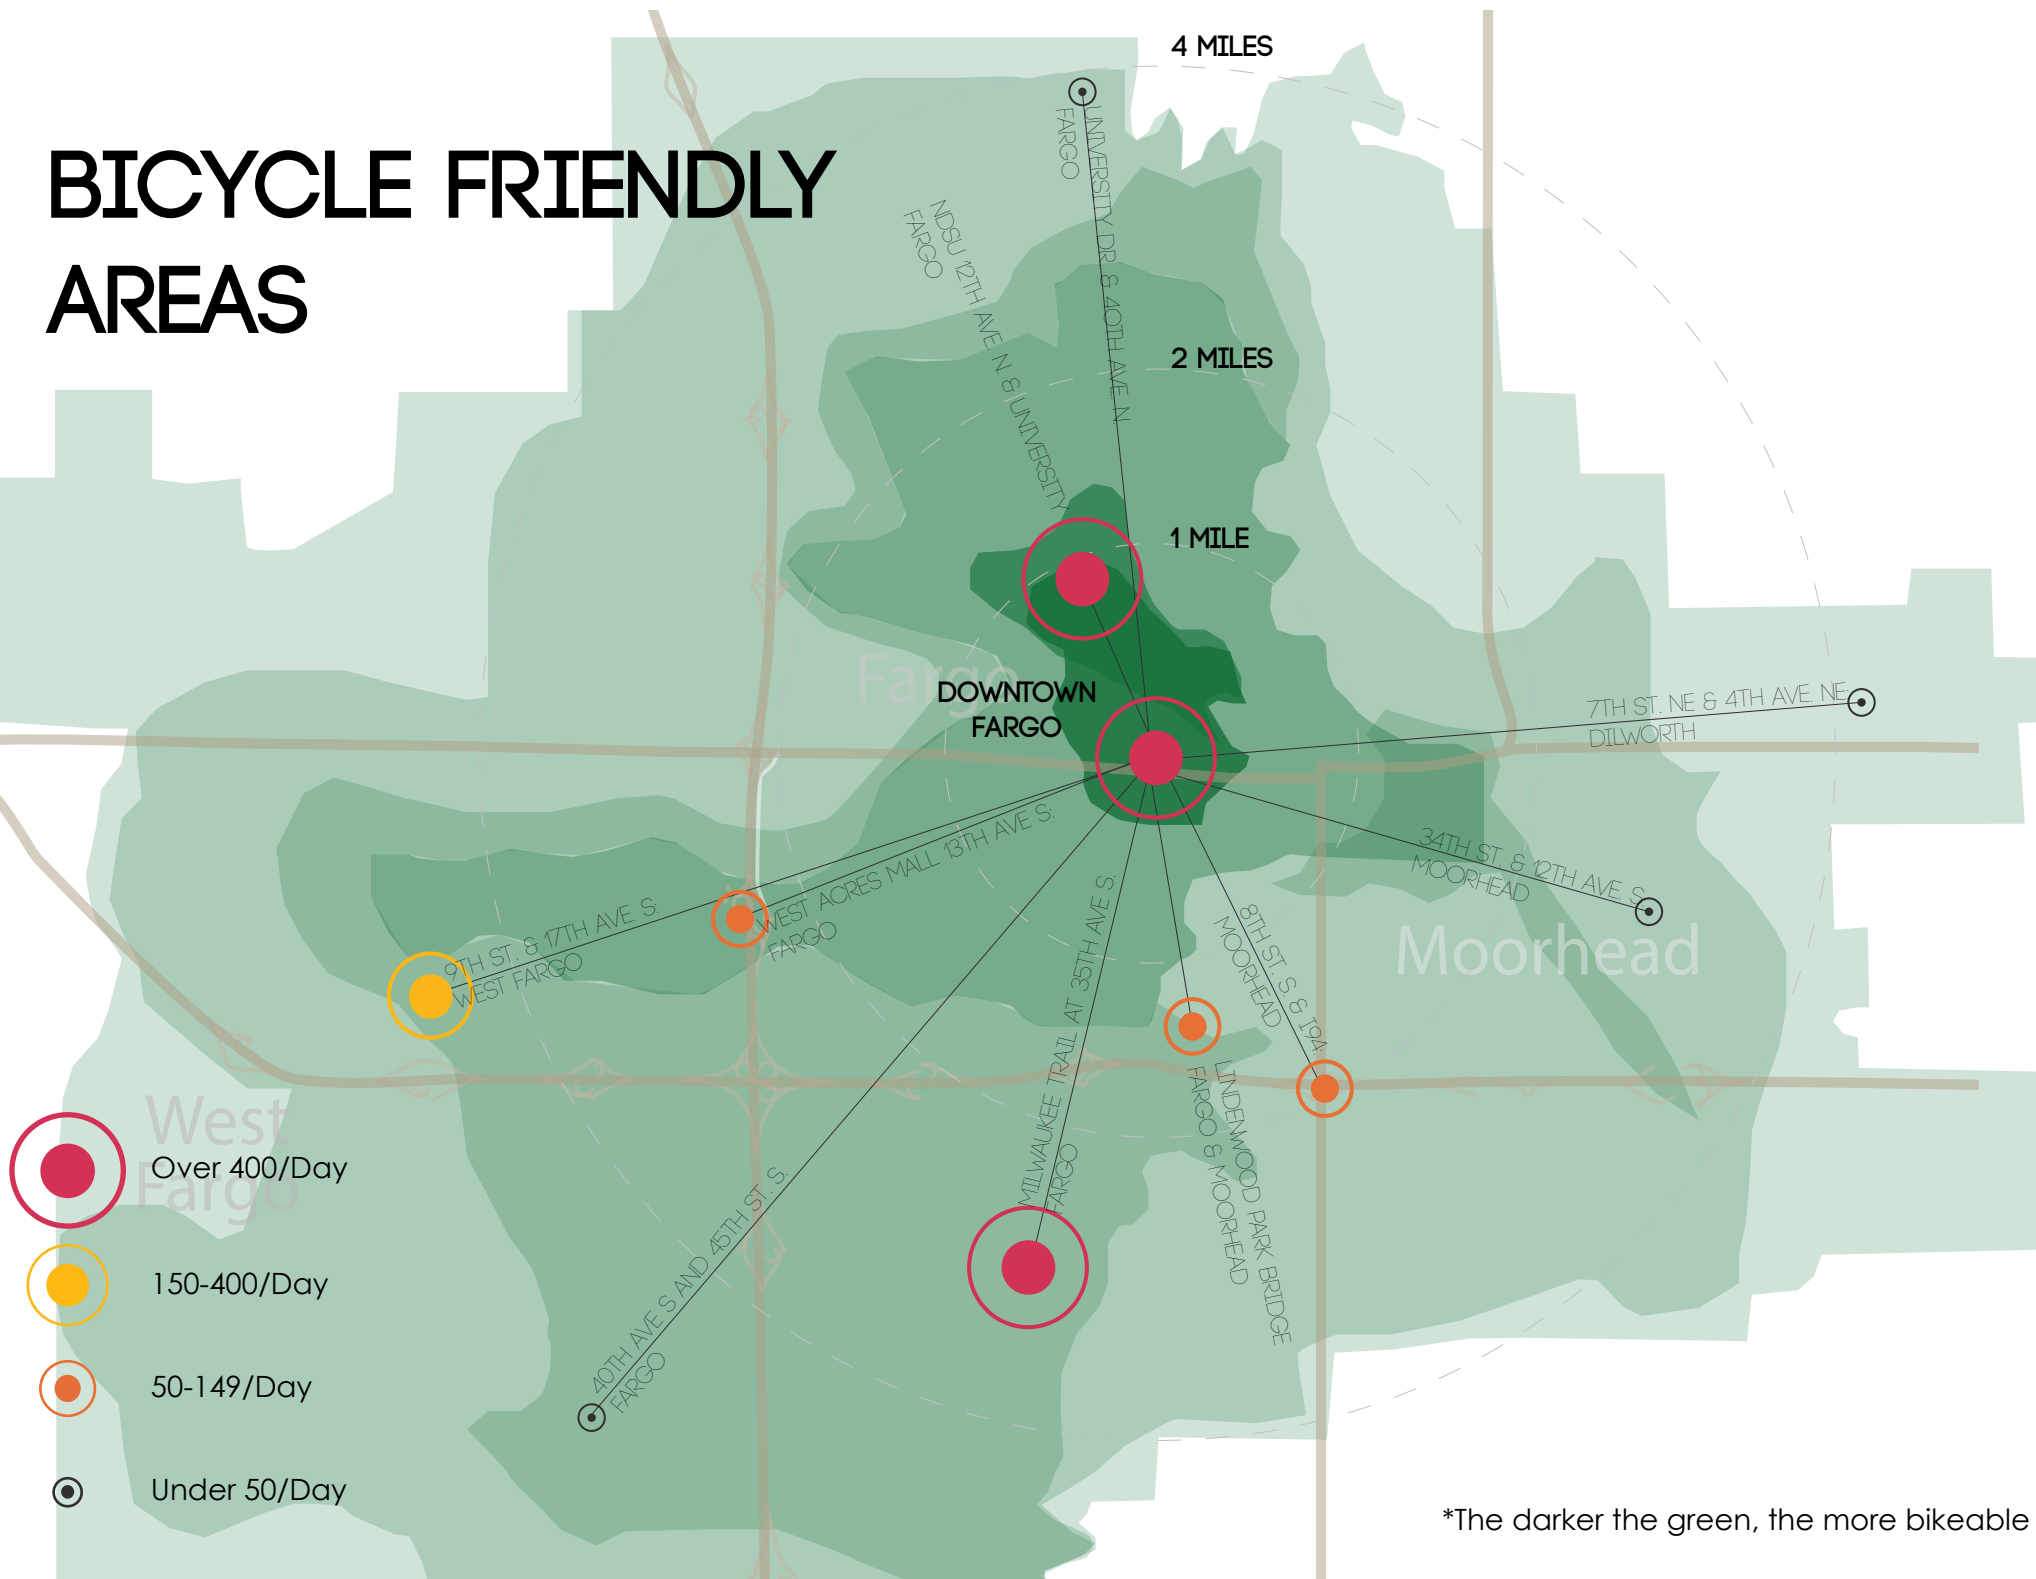 BICYCLE FRIENDLY
AREAS
4 MILES
2 MILES
1 MILE
UNIVERSITY DR. & 40TH AVE. N.
FARGO
NDSU 12TH AVE. N. & UNIVERSITY
FARGO
Fargo
DOWNTOWN
FARGO
7TH ST. NE & 4TH AVE. NE.
DILWORTH
34TH ST. & 12TH AVE. S.
MOORHEAD
Moorhead
WEST ACRES MALL 13TH AVE S.
FARGO
9TH ST. & 17TH AVE. S.
WEST FARGO
MILWAUKEE TRAIL AT 35TH AVE S.
FARGO
8TH ST. S. & I94.
MOORHEAD
LINDENWOOD PARK BRIDGE
FARGO & MOORHEAD
40TH AVE S AND 45TH ST. S.
FARGO
West
Fargo
Over 400/Day
150-400/Day
50-149/Day
Under 50/Day
*The darker the green, the more bikeable